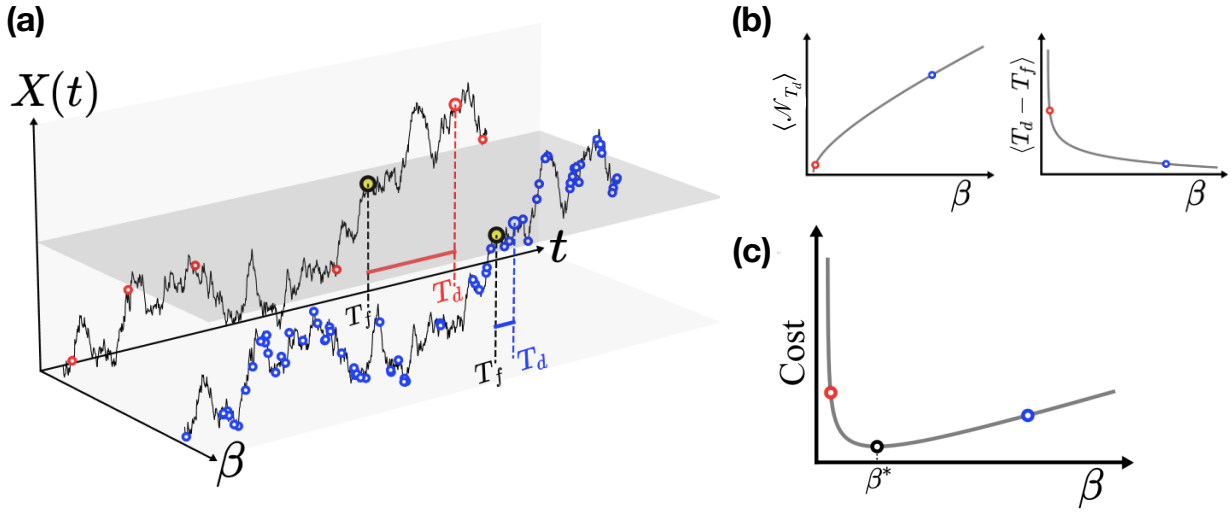 (a)
X(t)
t
T_f
T_d
T_f
T_d
β
(b)
⟨𝒩_{T_d}⟩
β
⟨T_d − T_f⟩
β
(c)
Cost
β*
β